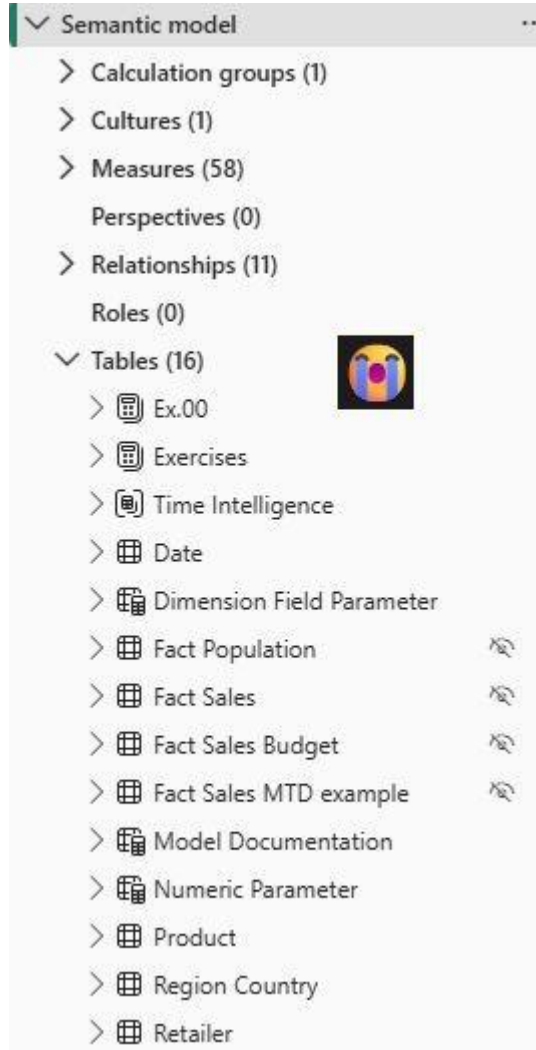 Semantic model
Calculation groups (1)
Cultures (1)
Measures (58)
Perspectives (0)
Relationships (11)
Roles (0)
Tables (16)
Ex.00
Exercises
Time Intelligence
Date
Dimension Field Parameter
Fact Population
Fact Sales
Fact Sales Budget
Fact Sales MTD example
Model Documentation
Numeric Parameter
Product
Region Country
Retailer